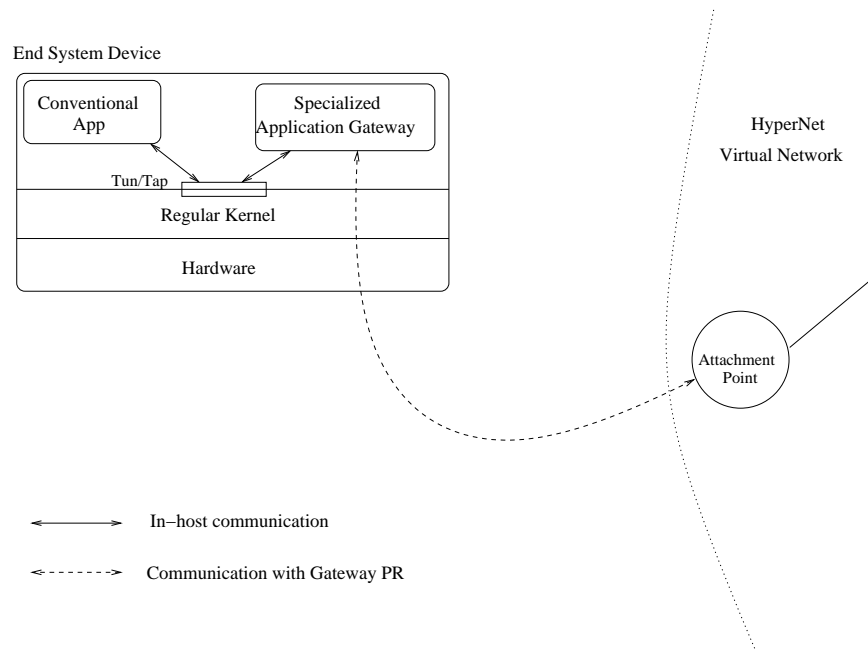 End System Device
Conventional
App
Specialized
Application Gateway
Tun/Tap
Regular Kernel
Hardware
HyperNet
Virtual Network
Attachment
Point
In−host communication
Communication with Gateway PR